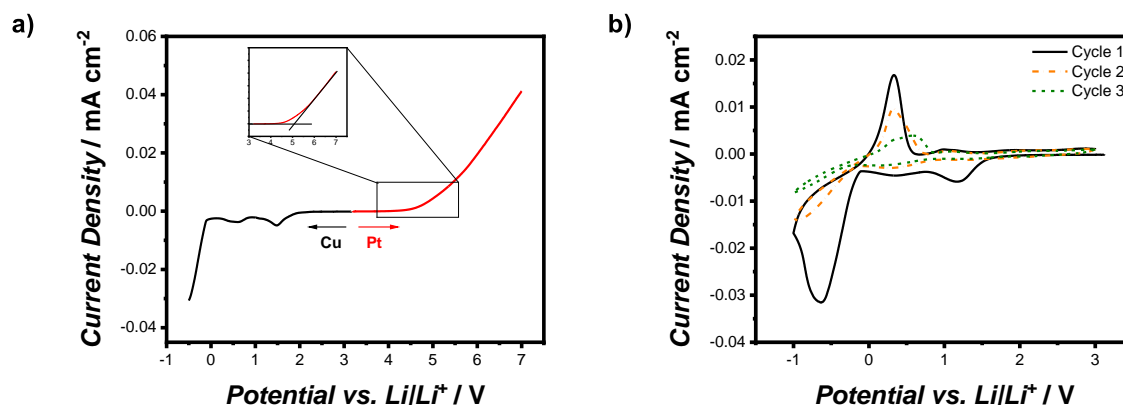 a)
Current Density / mA cm-2
0.06
0.04
0.02
0.00
-0.02
-0.04
3 4 5 6 7
Cu Pt
-1 0 1 2 3 4 5 6 7
Potential vs. Li|Li+ / V
b)
Current Density / mA cm-2
0.02
0.01
0.00
-0.01
-0.02
-0.03
-0.04
Cycle 1
Cycle 2
Cycle 3
-1 0 1 2 3
Potential vs. Li|Li+ / V